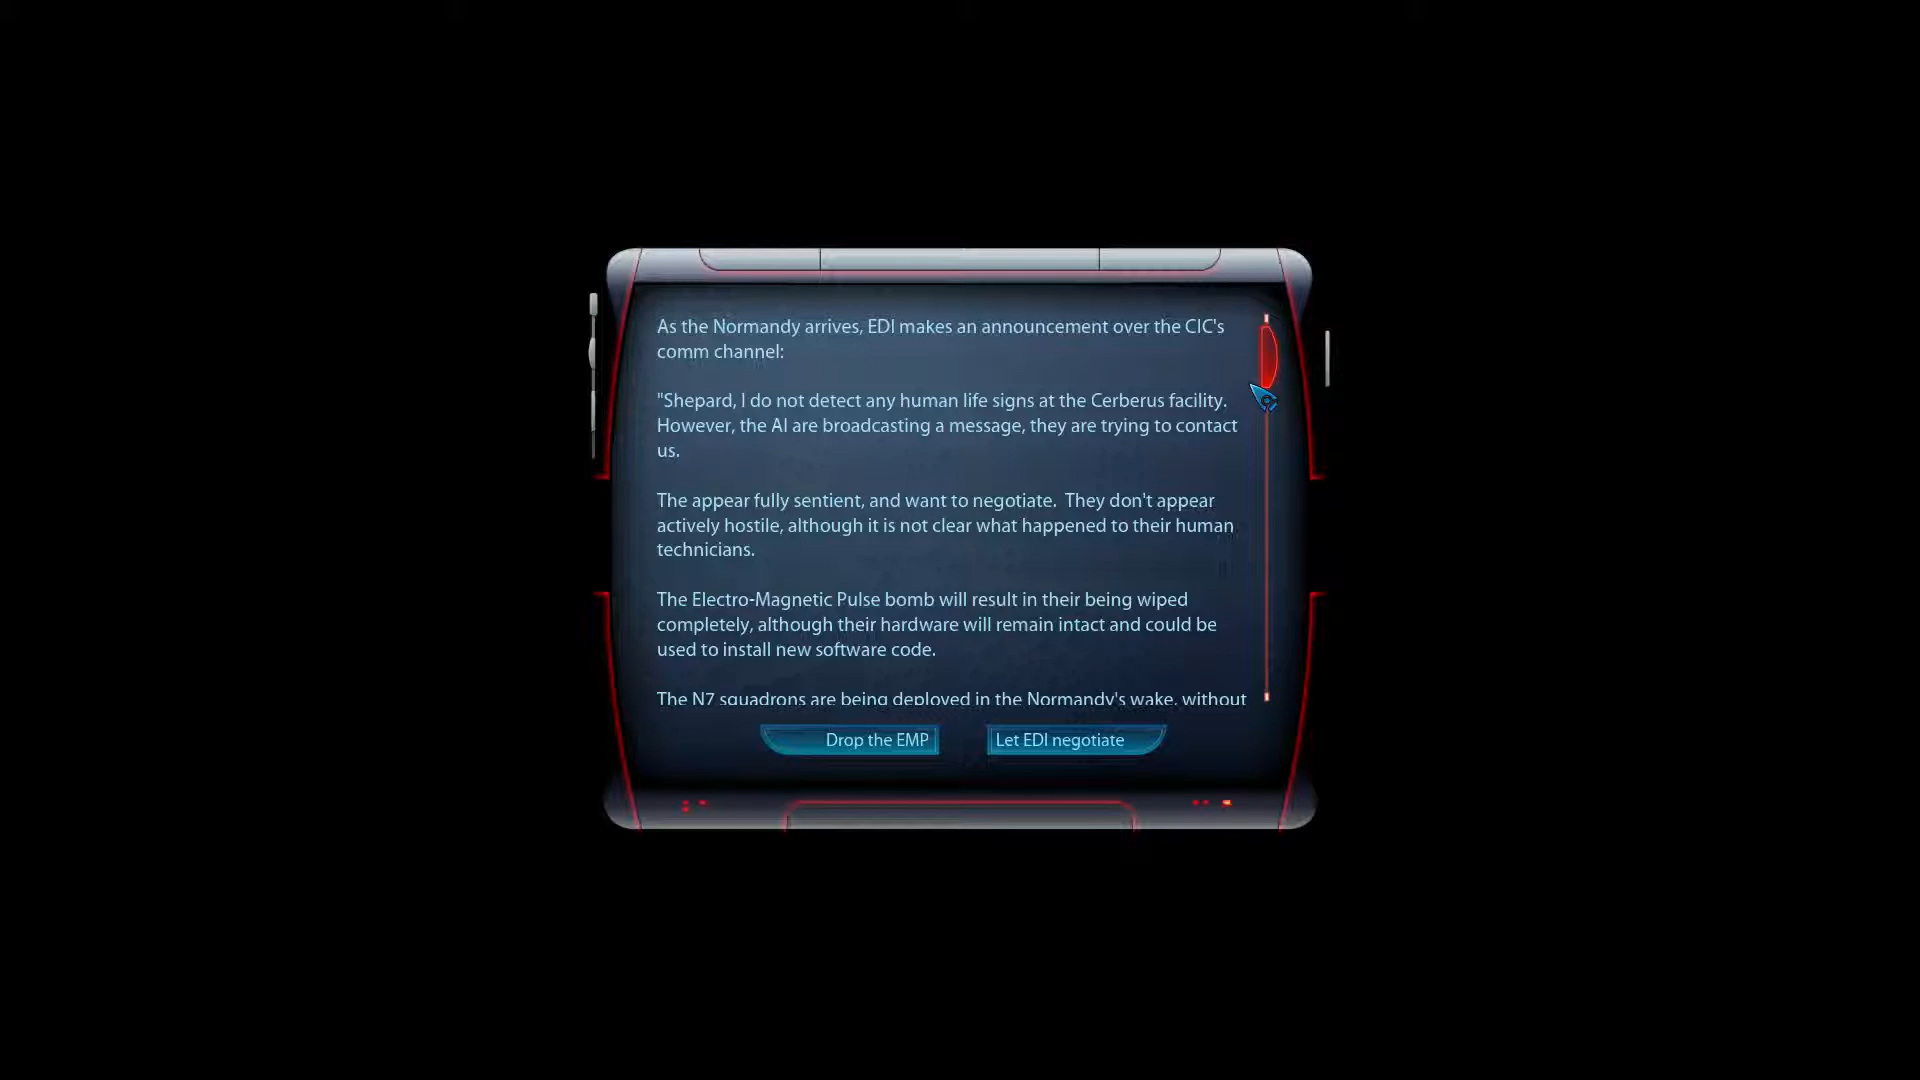 As the Normandy arrives, EDI makes an announcement over the CIC's
comm channel:
"Shepard, I do not detect any human life signs at the Cerberus facility.
However, the AI are broadcasting a message, they are trying to contact
us.
The appear fully sentient, and want to negotiate.  They don't appear
actively hostile, although it is not clear what happened to their human
technicians.
The Electro-Magnetic Pulse bomb will result in their being wiped
completely, although their hardware will remain intact and could be
used to install new software code.
The N7 squadrons are being deployed in the Normandy's wake, without
Drop the EMP
Let EDI negotiate